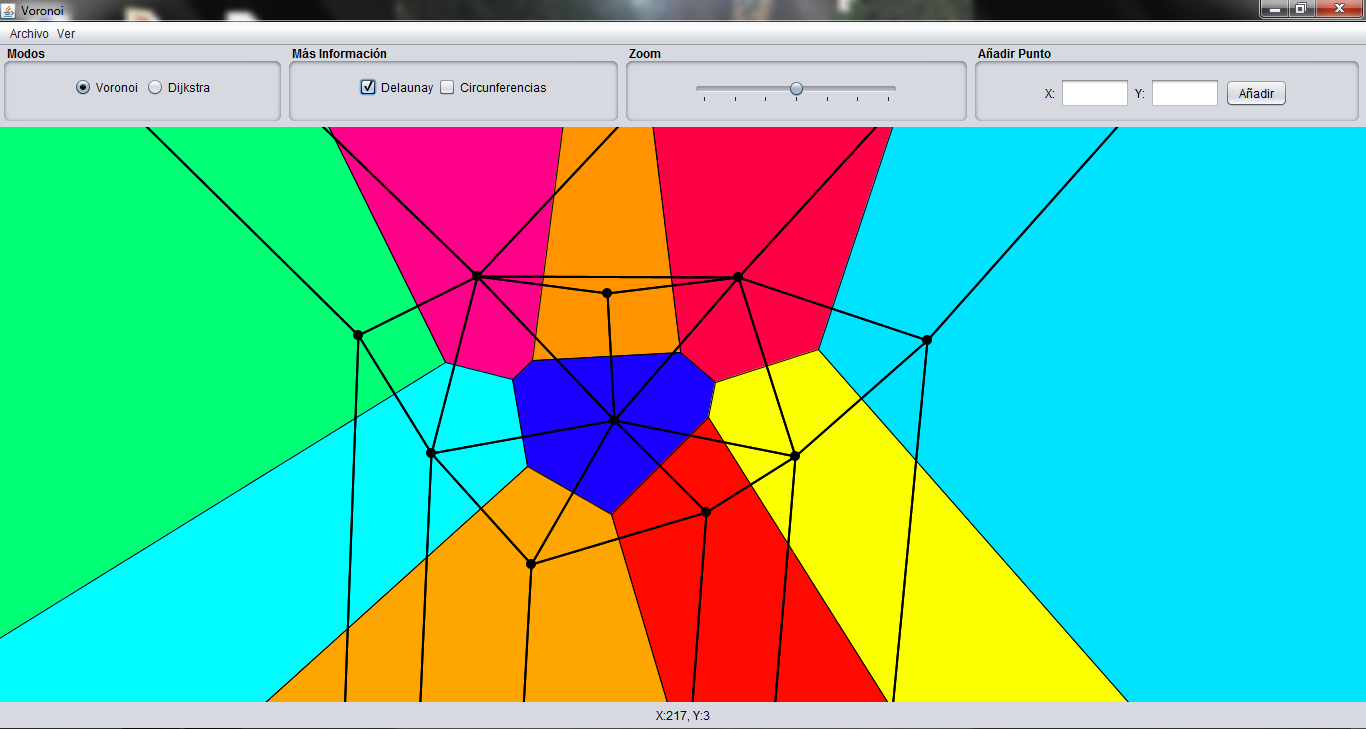 Voronoi
Archivo Ver
Modos Más Información Zoom Añadir Punto
Voronoi Dijkstra Delaunay Circunferencias X: Y: Añadir
X:217, Y:3